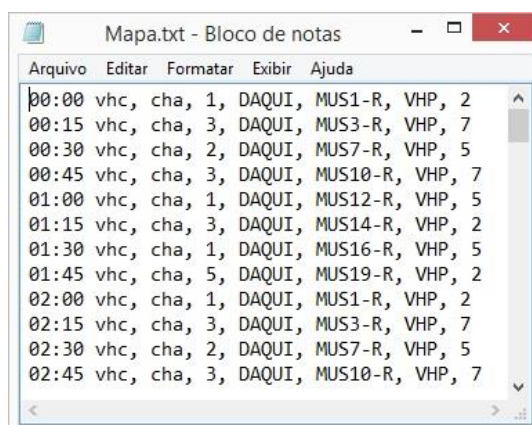 Mapa.txt - Bloco de notas
Arquivo Editar Formatar Exibir Ajuda
00:00 vhc, cha, 1, DAQUI, MUS1-R, VHP, 2
00:15 vhc, cha, 3, DAQUI, MUS3-R, VHP, 7
00:30 vhc, cha, 2, DAQUI, MUS7-R, VHP, 5
00:45 vhc, cha, 3, DAQUI, MUS10-R, VHP, 7
01:00 vhc, cha, 1, DAQUI, MUS12-R, VHP, 5
01:15 vhc, cha, 3, DAQUI, MUS14-R, VHP, 2
01:30 vhc, cha, 1, DAQUI, MUS16-R, VHP, 5
01:45 vhc, cha, 5, DAQUI, MUS19-R, VHP, 2
02:00 vhc, cha, 1, DAQUI, MUS1-R, VHP, 2
02:15 vhc, cha, 3, DAQUI, MUS3-R, VHP, 7
02:30 vhc, cha, 2, DAQUI, MUS7-R, VHP, 5
02:45 vhc, cha, 3, DAQUI, MUS10-R, VHP, 7